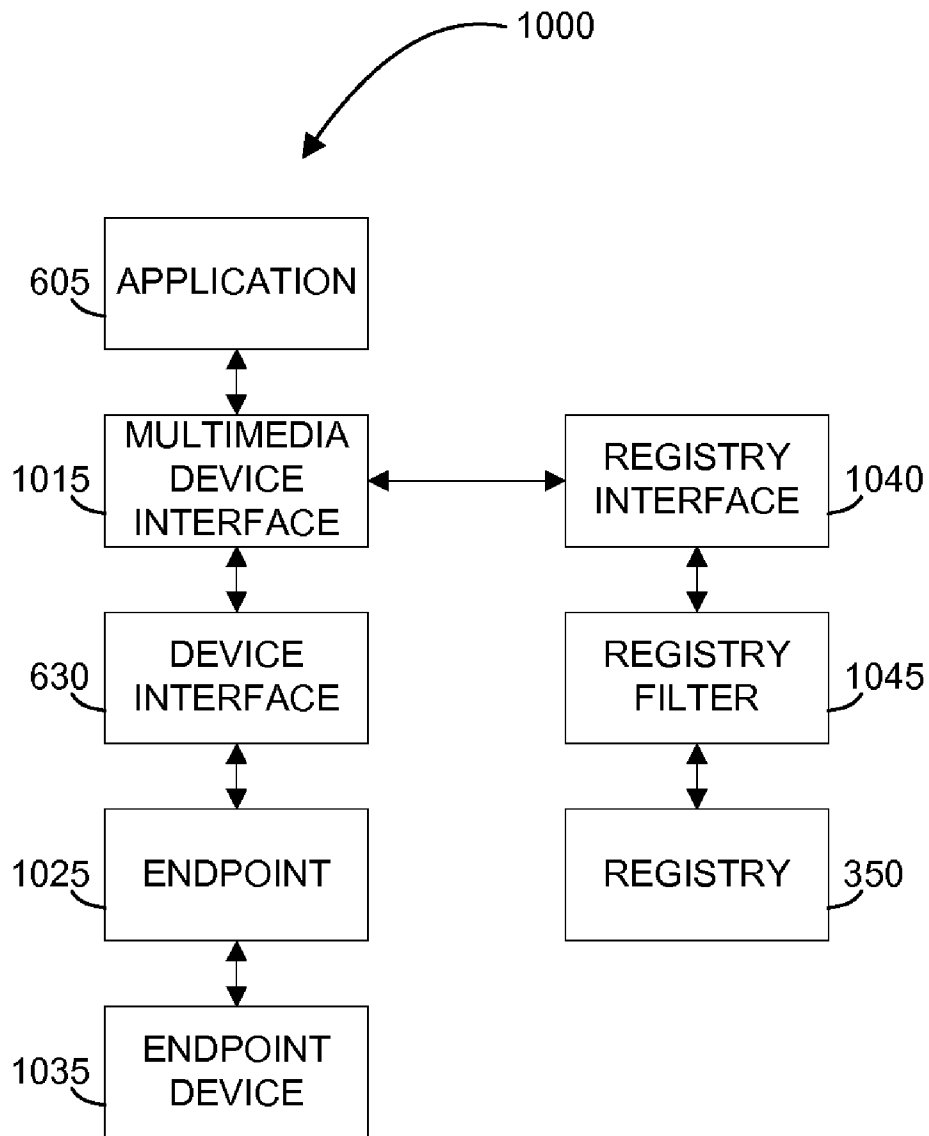 1000
605
APPLICATION
1015
MULTIMEDIA
DEVICE
INTERFACE
REGISTRY
INTERFACE
1040
630
DEVICE
INTERFACE
REGISTRY
FILTER
1045
1025
ENDPOINT
REGISTRY
350
1035
ENDPOINT
DEVICE